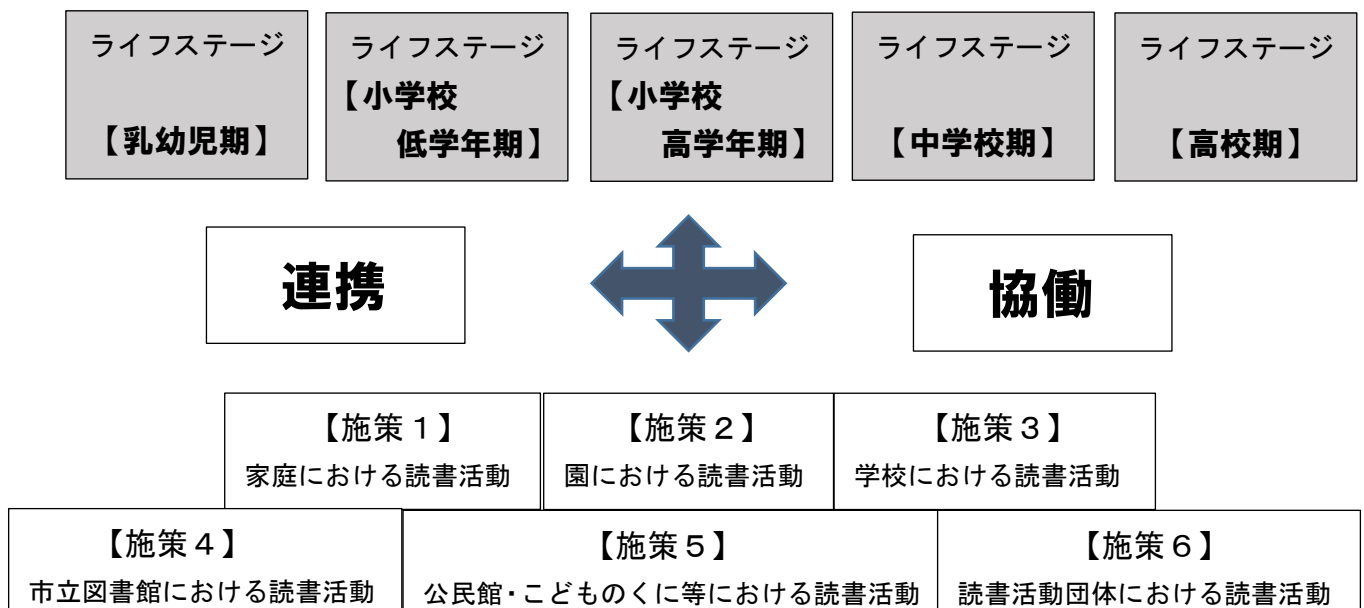 ライフステージ
【乳幼児期】
ライフステージ
【小学校
低学年期】
ライフステージ
【小学校
高学年期】
ライフステージ
【中学校期】
ライフステージ
【高校期】
連携
協働
【施策1】
家庭における読書活動
【施策2】
園における読書活動
【施策3】
学校における読書活動
【施策4】
市立図書館における読書活動
【施策5】
公民館・こどものくに等における読書活動
【施策6】
読書活動団体における読書活動